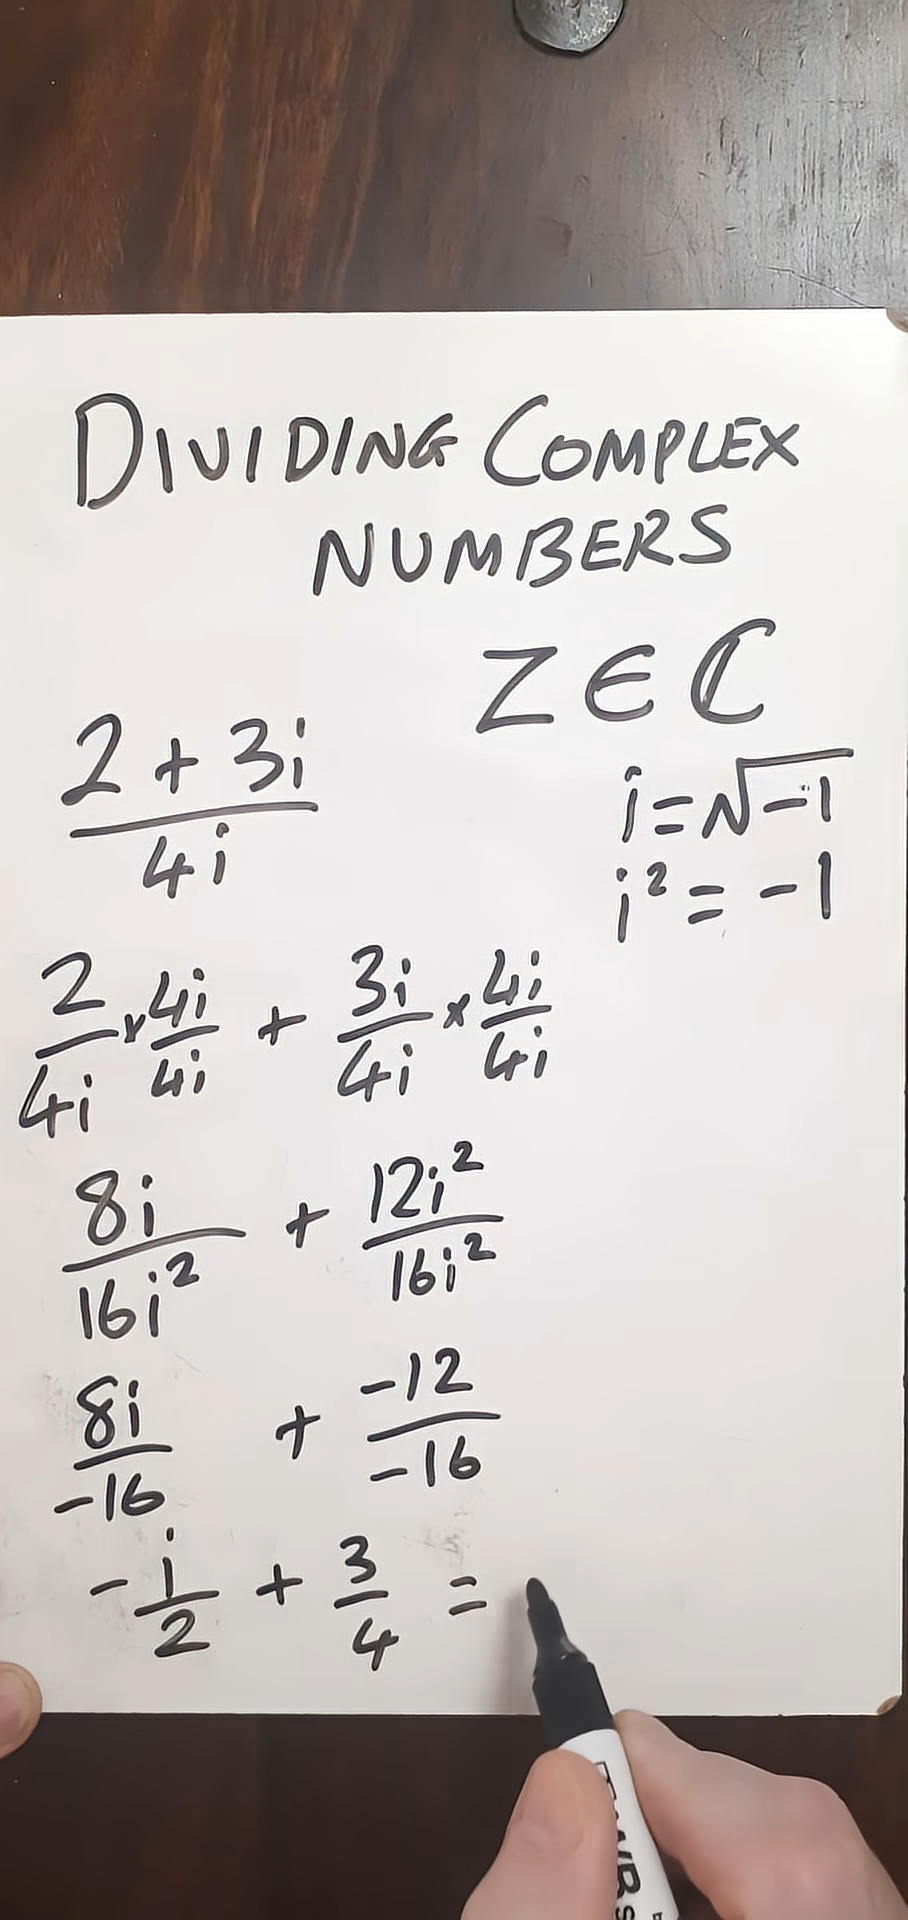 DIVIDING COMPLEX
NUMBERS
Z ∈ ℂ
2 + 3i / 4i
i = √-1
i² = -1
2/4i × 4i/4i + 3i/4i × 4i/4i
8i/16i² + 12i²/16i²
8i/-16 + -12/-16
-i/2 + 3/4 =